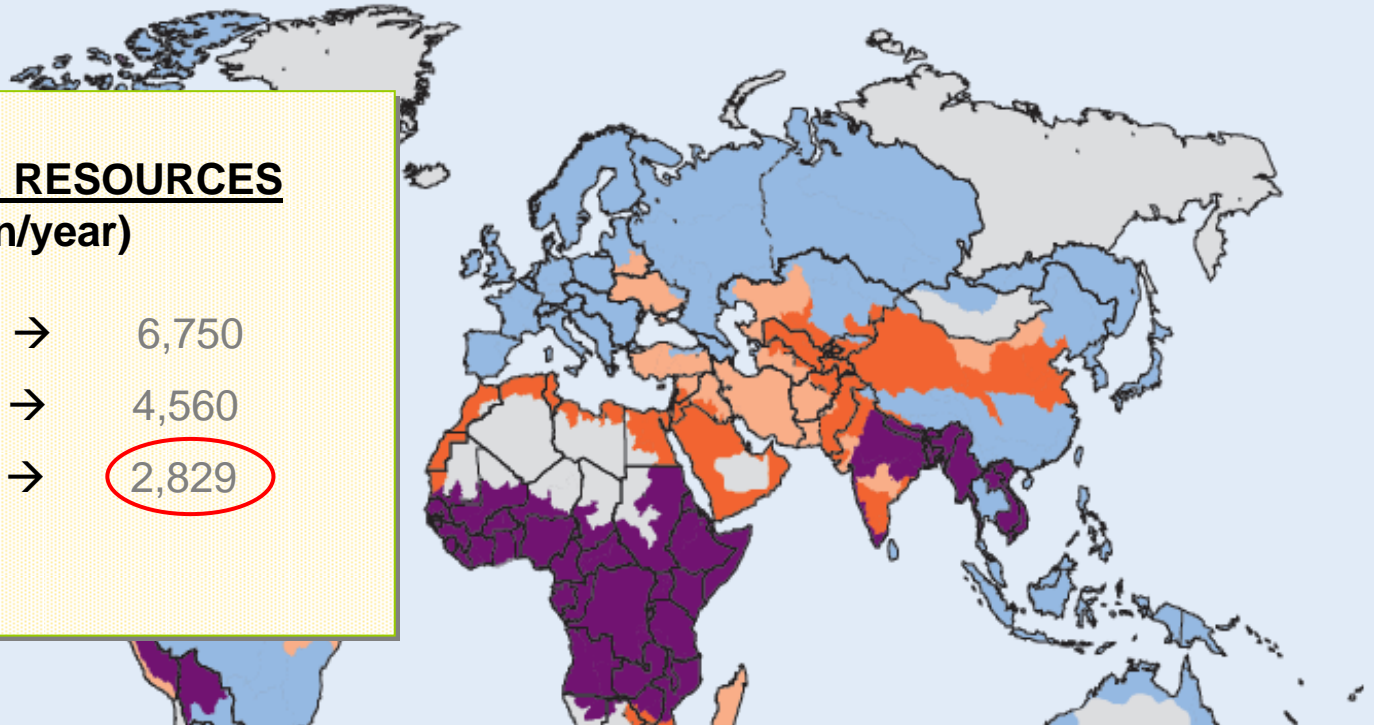 RESOURCES
n/year)
→ 6,750
→ 4,560
→ 2,829